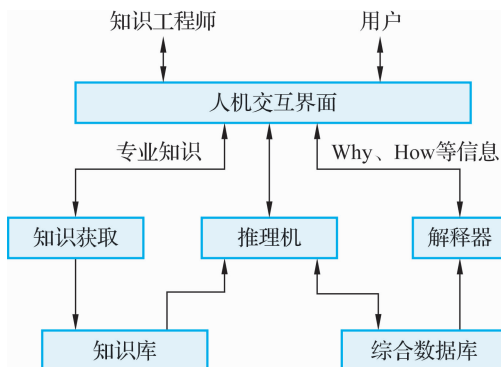 知识工程师
用户
人机交互界面
专业知识
Why、How等信息
知识获取
推理机
解释器
知识库
综合数据库